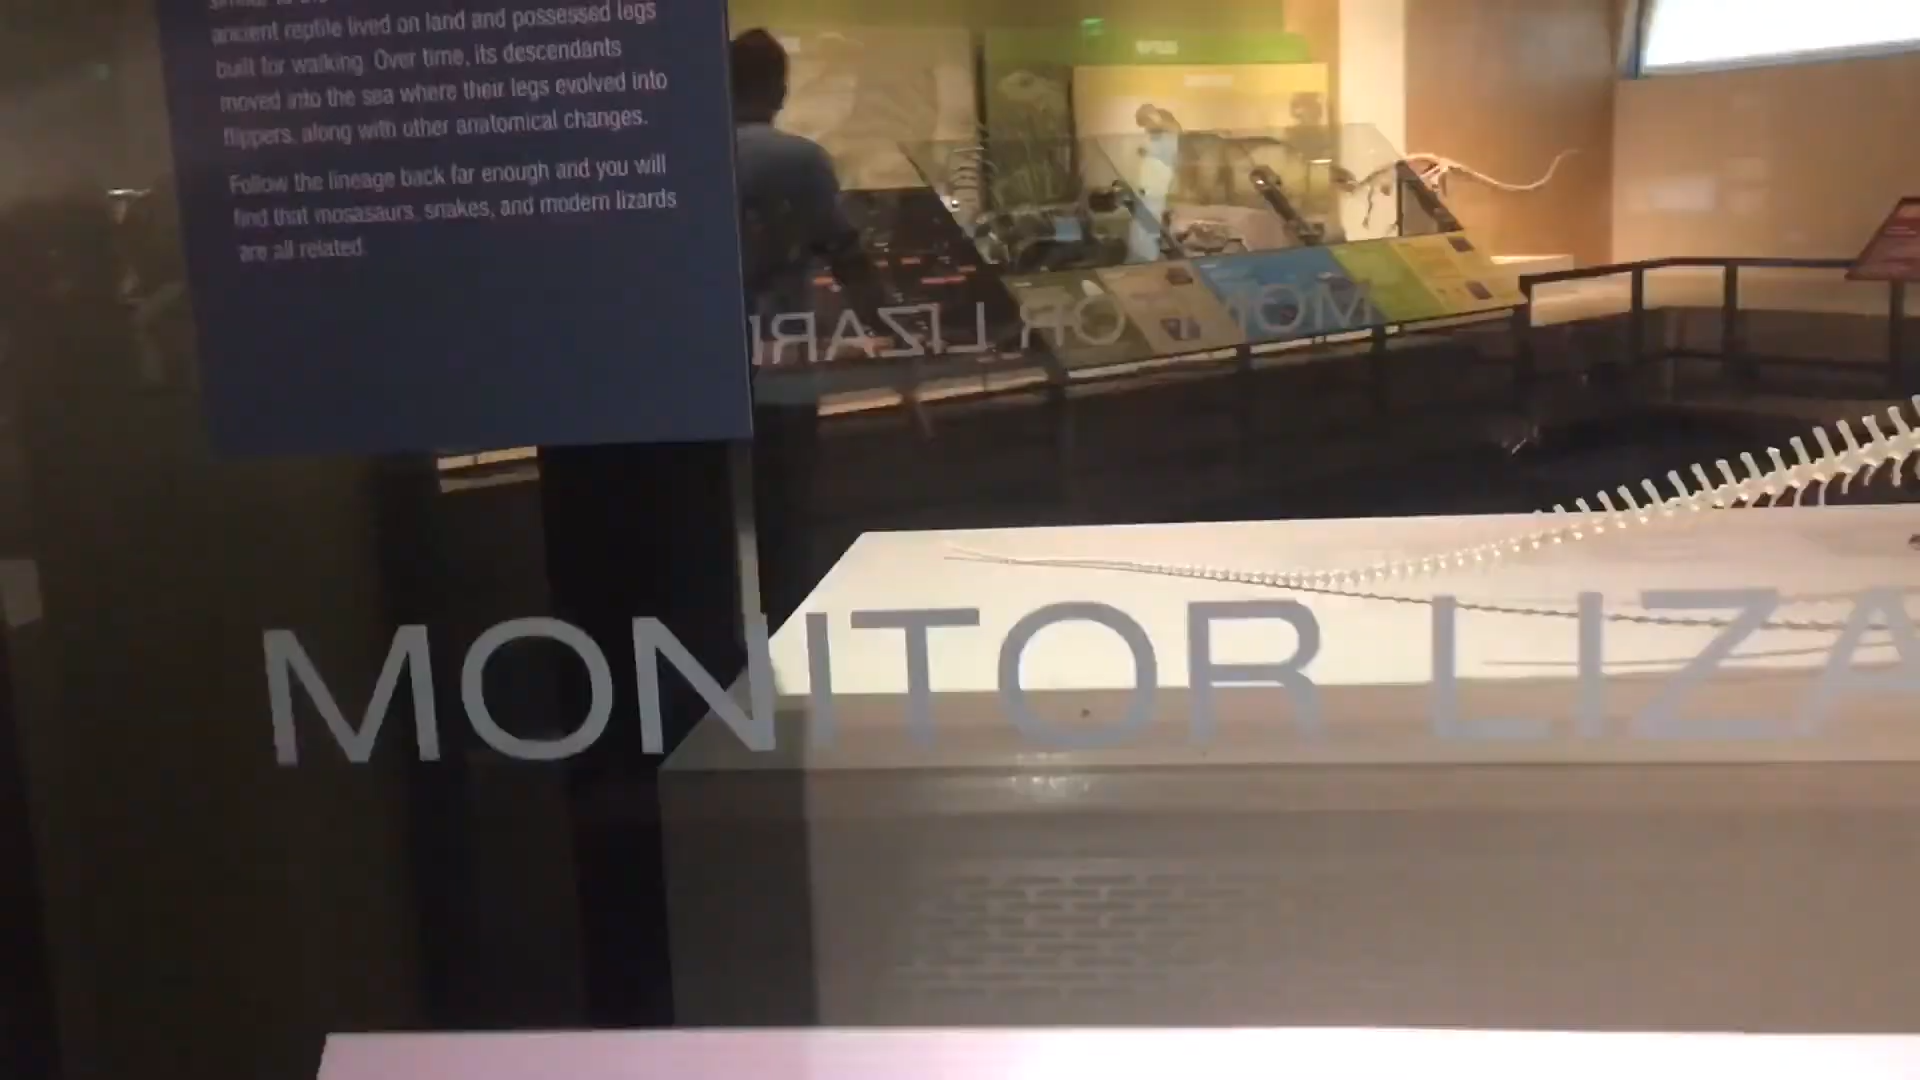 ancient reptile lived on land and possessed legs
built for walking. Over time, its descendants
moved into the sea where their legs evolved into
flippers, along with other anatomical changes.
Follow the lineage back far enough and you will
find that mosasaurs, snakes, and modern lizards
are all related.
MONITOR LIZA